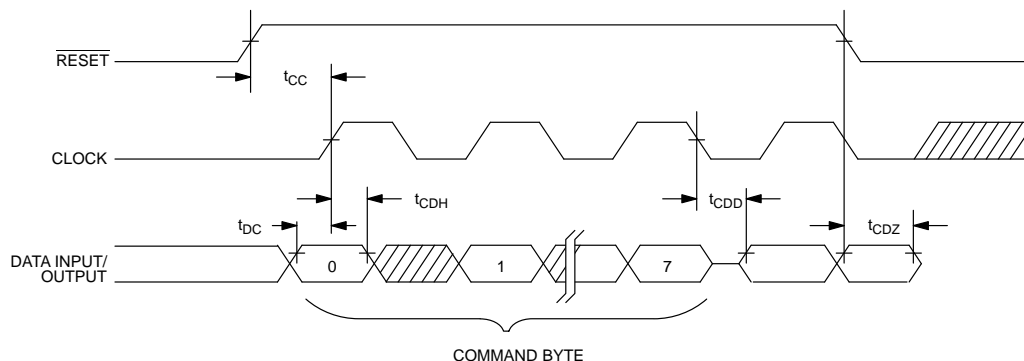 RESET
tCC
CLOCK
tCDH
tCDD
tDC
tCDZ
DATA INPUT/
OUTPUT
0
1
7
COMMAND BYTE